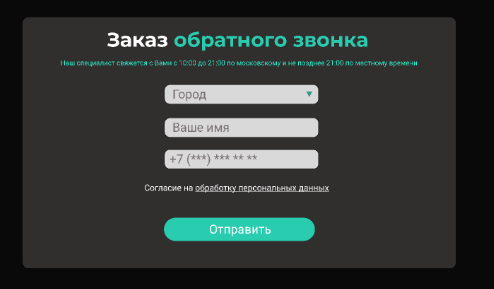 Заказ обратного звонка
Наш специалист свяжется с Вами с 10:00 до 21:00 по московскому и не позднее 21:00 по местному времени
Город
Ваше имя
+7 (***) *** ** **
Согласие на обработку персональных данных
Отправить